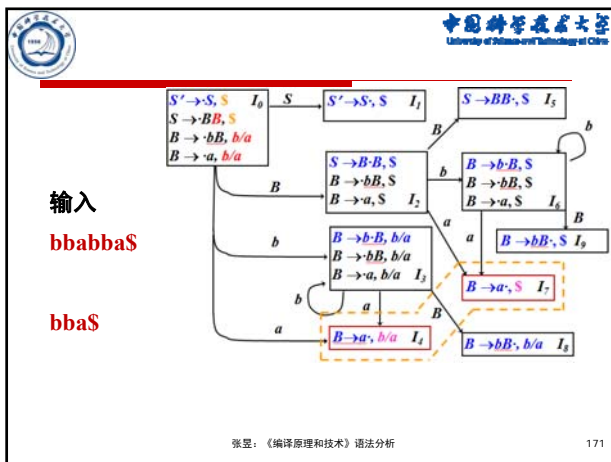 中国科学技术大学
University of Science and Technology of China
1958
S′→·S, $ I0
S→·BB, $
B→·bB, b/a
B→·a, b/a
S
S′→S·, $ I1
S→BB·, $ I5
B
B
S→B·B, $
B→·bB, $
B→·a, $ I2
b
b
B→b·B, $
B→·bB, $
B→·a, $ I6
a
a
B
B→bB·, $ I9
输入
bbabba$
b
B→b·B, b/a
B→·bB, b/a
B→·a, b/a I3
b
a
B
B→a·, $ I7
bba$
a
B→a·, b/a I4
B→bB·, b/a I8
张昱：《编译原理和技术》语法分析
171